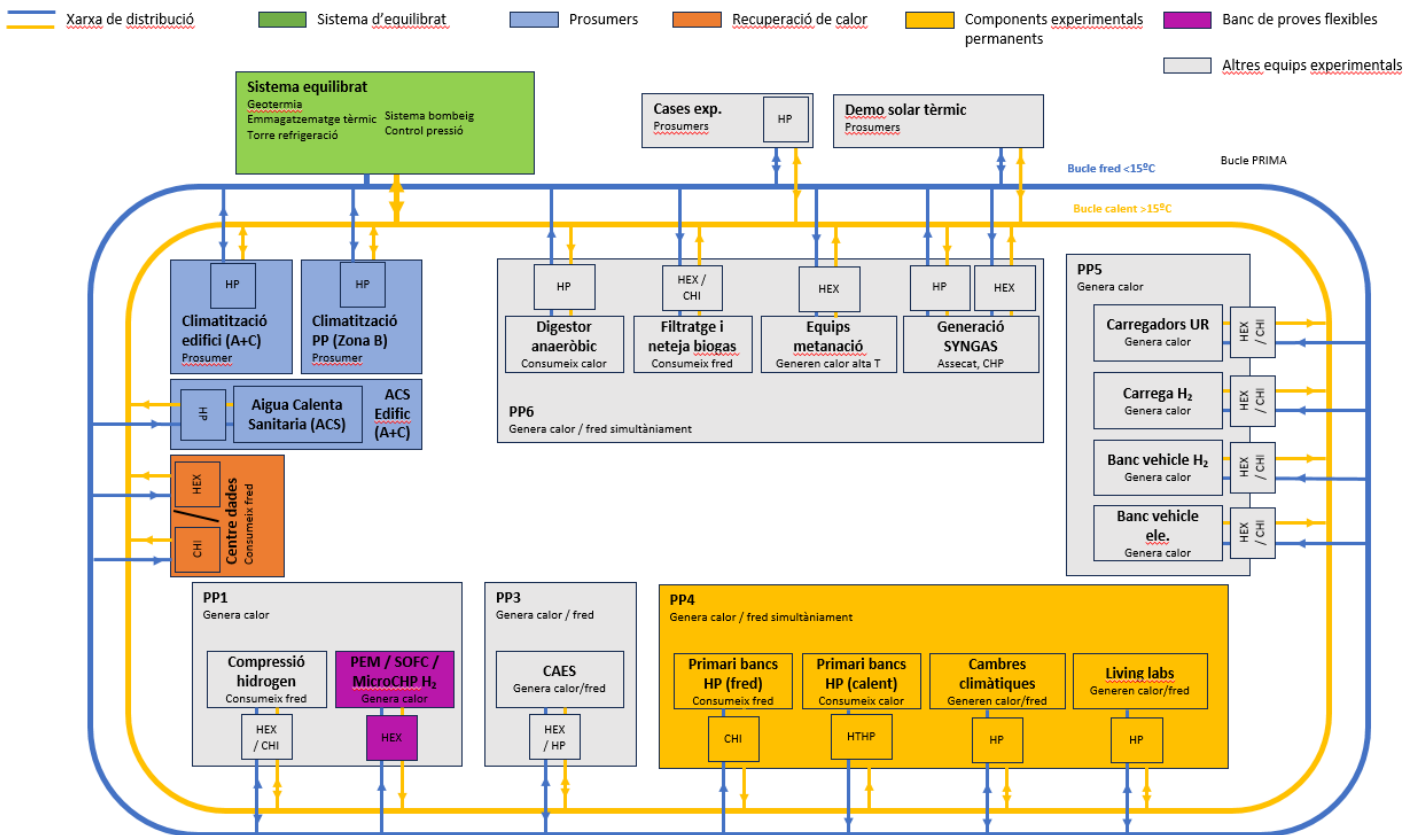 Xarxa de distribució
Sistema d'equilibrat
Prosumers
Recuperació de calor
Components experimentals
permanents
Banc de proves flexibles
Altres equips experimentals
Sistema equilibrat
Geotermia
Emmagatzematge tèrmic
Torre refrigeració
Sistema bombeig
Control pressió
Cases exp.
Prosumers
HP
Demo solar tèrmic
Prosumers
Bucle fred <15ºC
Bucle PRIMA
Bucle calent >15ºC
HP
Climatització
edifici (A+C)
Prosumer
HP
Climatització
PP (Zona B)
Prosumer
HP
Aigua Calenta
Sanitaria (ACS)
ACS
Edific
(A+C)
HEX
CHI
Centre dades
Consumeix fred
HP
Digestor
anaeròbic
Consumeix calor
HEX /
CHI
Filtratge i
neteja biogas
Consumeix fred
HEX
Equips
metanació
Generen calor alta T
HP
HEX
Generació
SYNGAS
Assecat, CHP
PP6
Genera calor / fred simultàniament
PP5
Genera calor
Carregadors UR
Genera calor
HEX
/ CHI
Carrega H₂
Genera calor
HEX
/ CHI
Banc vehicle H₂
Genera calor
HEX
/ CHI
Banc vehicle
ele.
Genera calor
HEX
/ CHI
PP1
Genera calor
Compressió
hidrogen
Consumeix fred
HEX
/ CHI
PEM / SOFC /
MicroCHP H₂
Genera calor
HEX
PP3
Genera calor / fred
CAES
Genera calor/fred
HEX
/ HP
PP4
Genera calor / fred simultàniament
Primari bancs
HP (fred)
Consumeix fred
CHI
Primari bancs
HP (calent)
Consumeix calor
HTHP
Cambres
climàtiques
Generen calor/fred
HP
Living labs
Generen calor/fred
HP